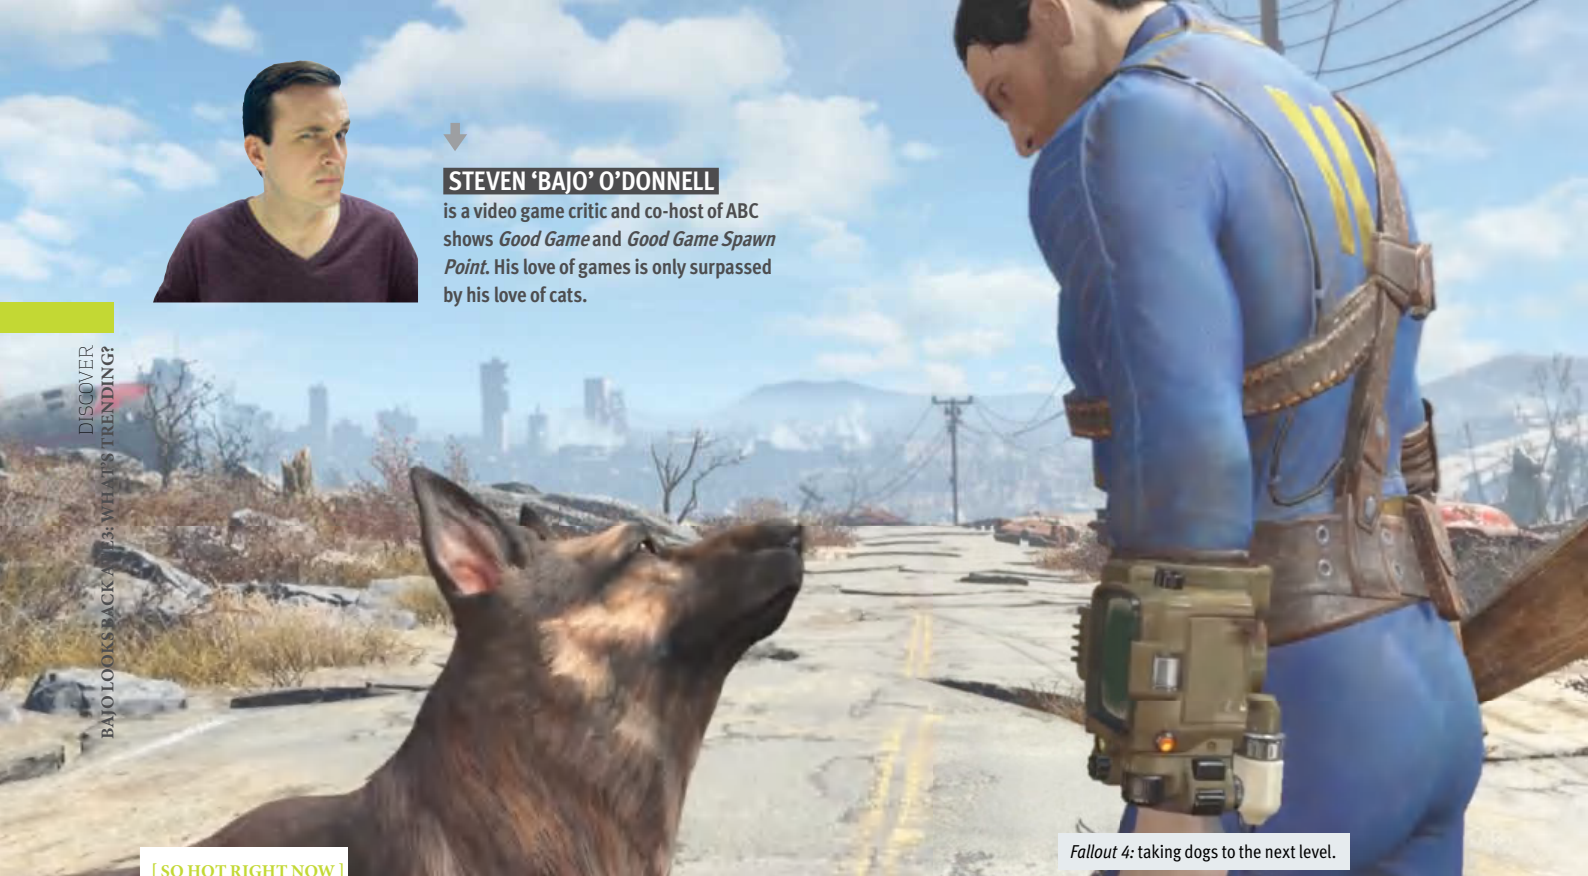 STEVEN ‘BAJO’ O’DONNELL
is a video game critic and co-host of ABC
shows Good Game and Good Game Spawn
Point. His love of games is only surpassed
by his love of cats.
DISCOVER
BAJO LOOKS BACK AT E3: WHAT'S TRENDING?
[ SO HOT RIGHT NOW ]
Fallout 4: taking dogs to the next level.